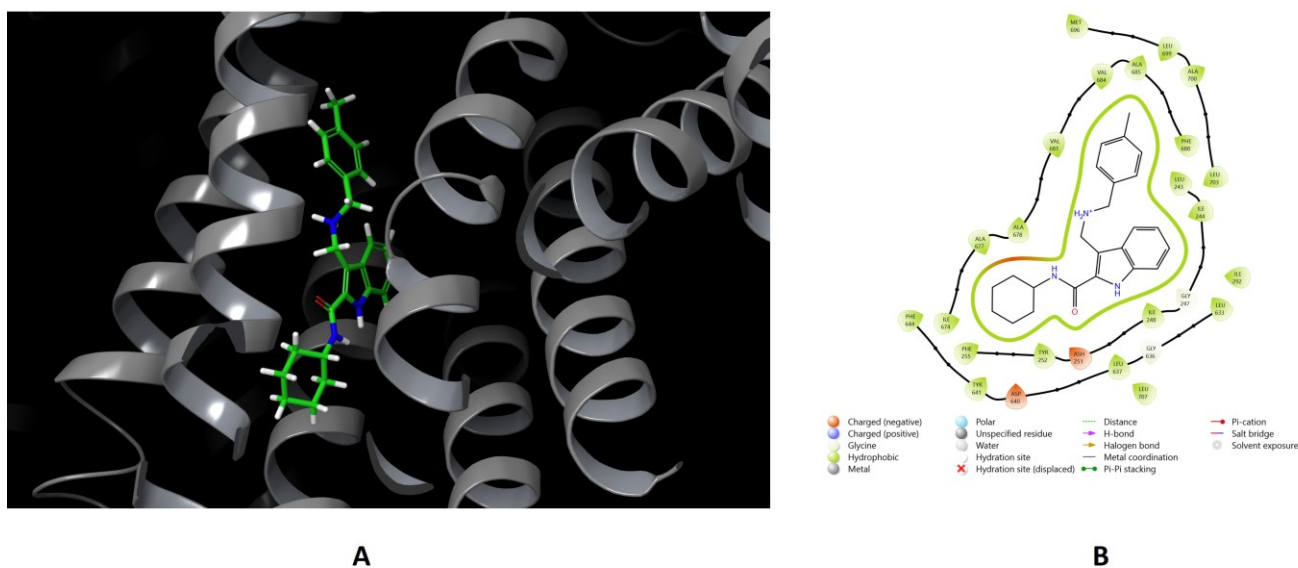 MET
696
LEU
699
ALA
700
ALA
685
VAL
684
PHE
688
VAL
681
LEU
703
LEU
243
ILE
244
ALA
678
ALA
677
H₂N⁺
NH
O
NH
ILE
292
GLY
247
LEU
633
ILE
248
PHE
644
ILE
674
GLY
636
PHE
255
TYR
252
ASH
251
LEU
637
TYR
641
ASP
640
LEU
707
Charged (negative)
Charged (positive)
Glycine
Hydrophobic
Metal
Polar
Unspecified residue
Water
Hydration site
Hydration site (displaced)
Distance
H-bond
Halogen bond
Metal coordination
Pi-Pi stacking
Pi-cation
Salt bridge
Solvent exposure
A
B